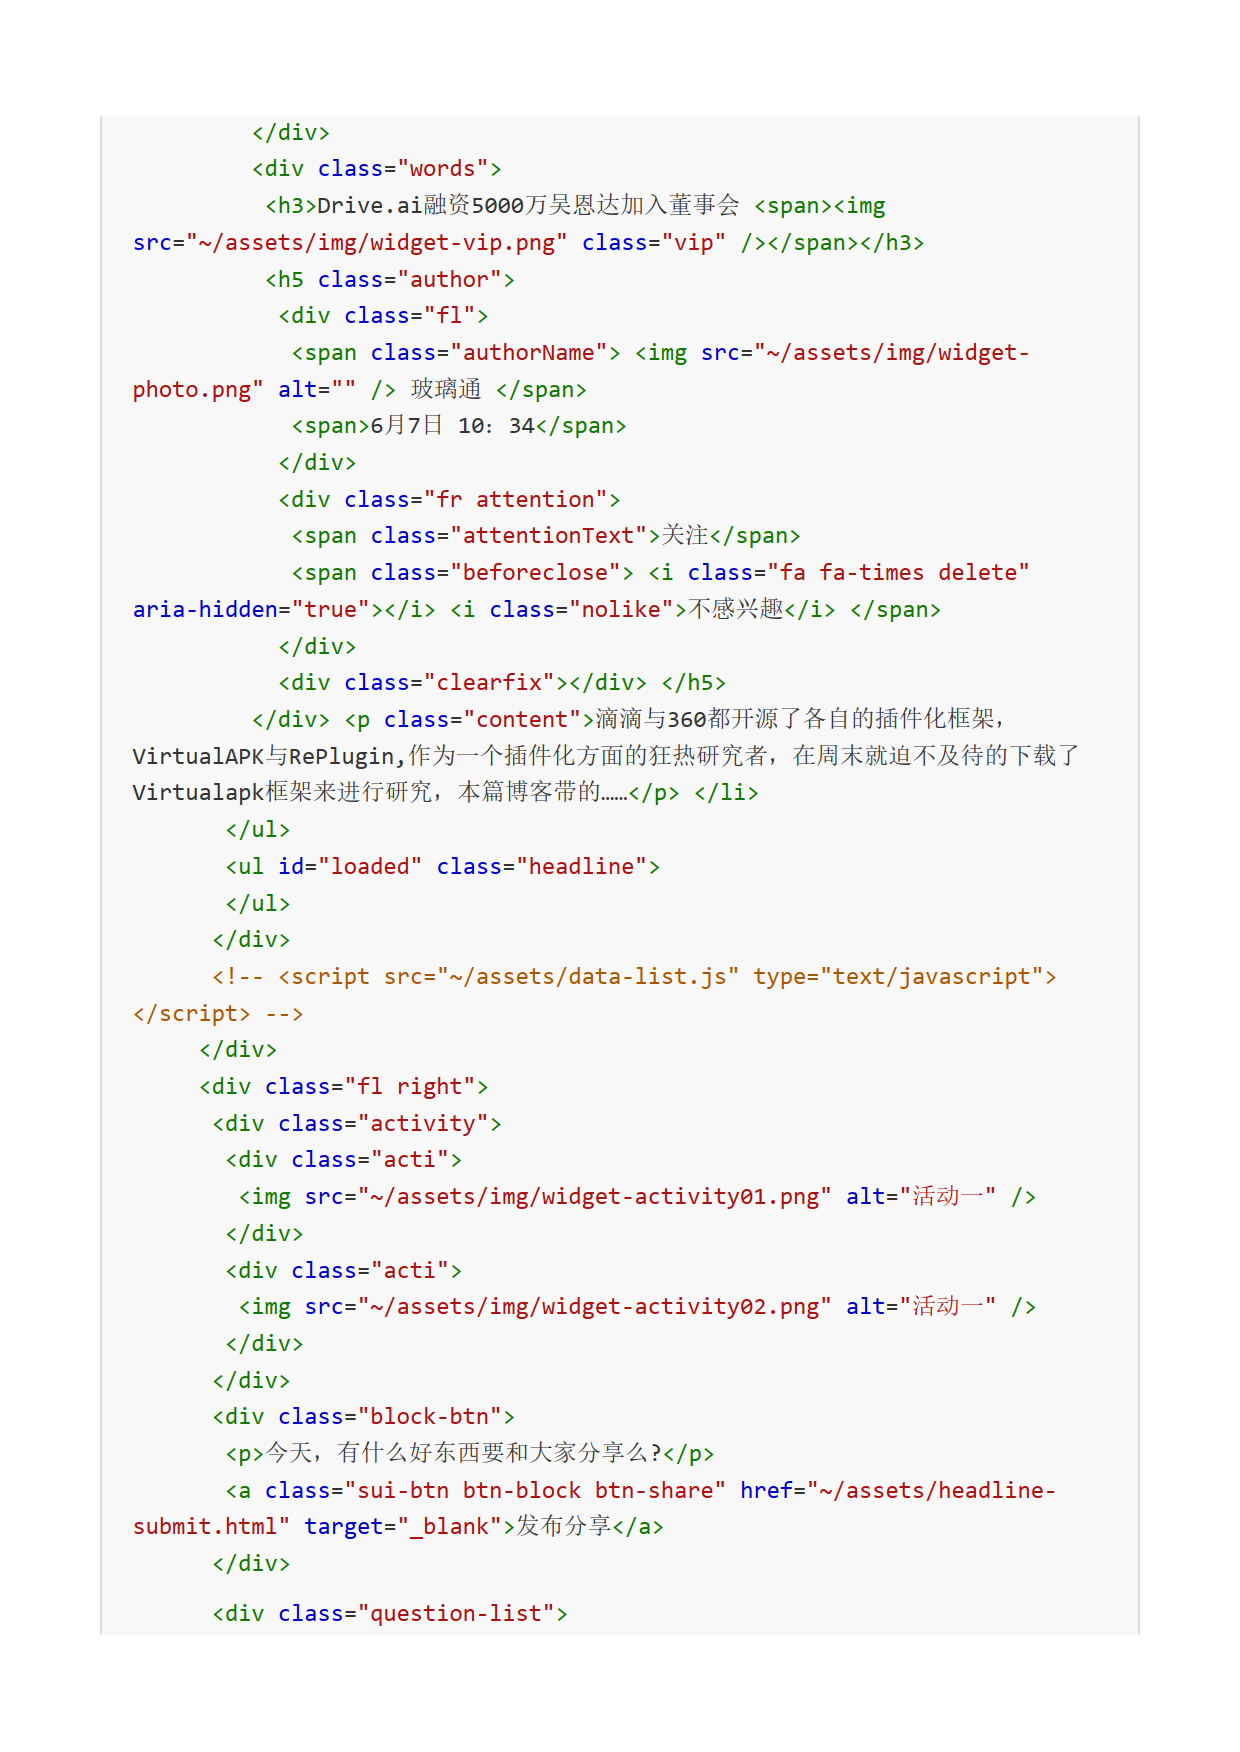 </div>
<div class="words">
<h3>Drive.ai融资5000万吴恩达加入董事会 <span><img
src="~/assets/img/widget-vip.png" class="vip" /></span></h3>
<h5 class="author">
<div class="fl">
<span class="authorName"> <img src="~/assets/img/widget-
photo.png" alt="" /> 玻璃通 </span>
<span>6月7日 10：34</span>
</div>
<div class="fr attention">
<span class="attentionText">关注</span>
<span class="beforeclose"> <i class="fa fa-times delete"
aria-hidden="true"></i> <i class="nolike">不感兴趣</i> </span>
</div>
<div class="clearfix"></div> </h5>
</div> <p class="content">滴滴与360都开源了各自的插件化框架，
VirtualAPK与RePlugin,作为一个插件化方面的狂热研究者，在周末就迫不及待的下载了
Virtualapk框架来进行研究，本篇博客带的……</p> </li>
</ul>
<ul id="loaded" class="headline">
</ul>
</div>
<!-- <script src="~/assets/data-list.js" type="text/javascript">
</script> -->
</div>
<div class="fl right">
<div class="activity">
<div class="acti">
<img src="~/assets/img/widget-activity01.png" alt="活动一" />
</div>
<div class="acti">
<img src="~/assets/img/widget-activity02.png" alt="活动一" />
</div>
</div>
<div class="block-btn">
<p>今天，有什么好东西要和大家分享么?</p>
<a class="sui-btn btn-block btn-share" href="~/assets/headline-
submit.html" target="_blank">发布分享</a>
</div>
<div class="question-list">